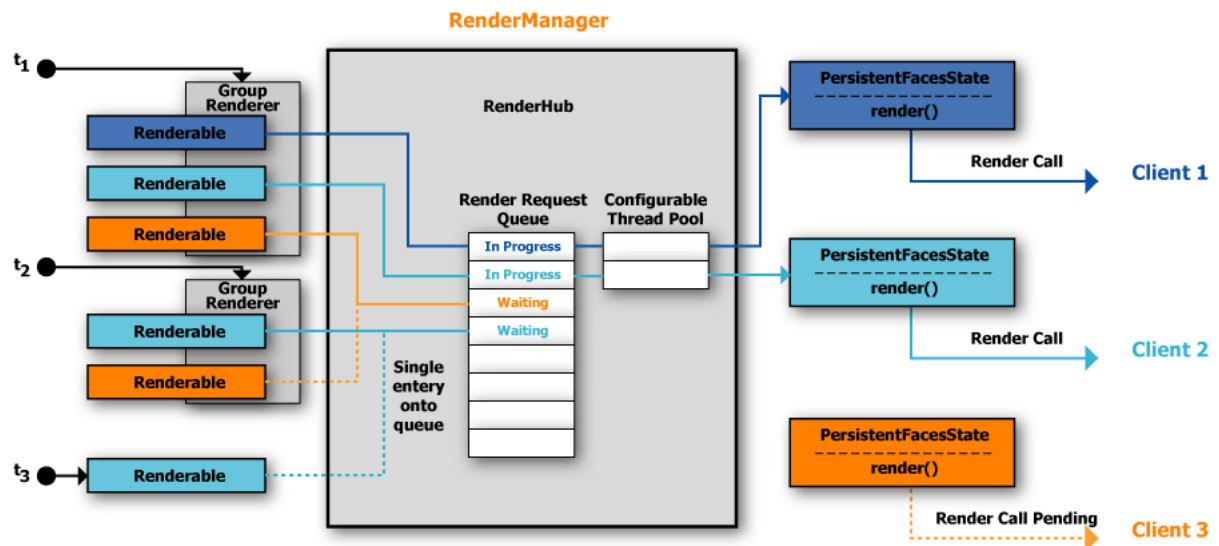 RenderManager
t1
Group
Renderer
Renderable
Renderable
Renderable
t2
Group
Renderer
Renderable
Renderable
t3
Renderable
RenderHub
Render Request
Queue
Configurable
Thread Pool
In Progress
In Progress
Waiting
Waiting
Single
entery
onto
queue
PersistentFacesState
render()
Render Call
Client 1
PersistentFacesState
render()
Render Call
Client 2
PersistentFacesState
render()
Render Call Pending
Client 3